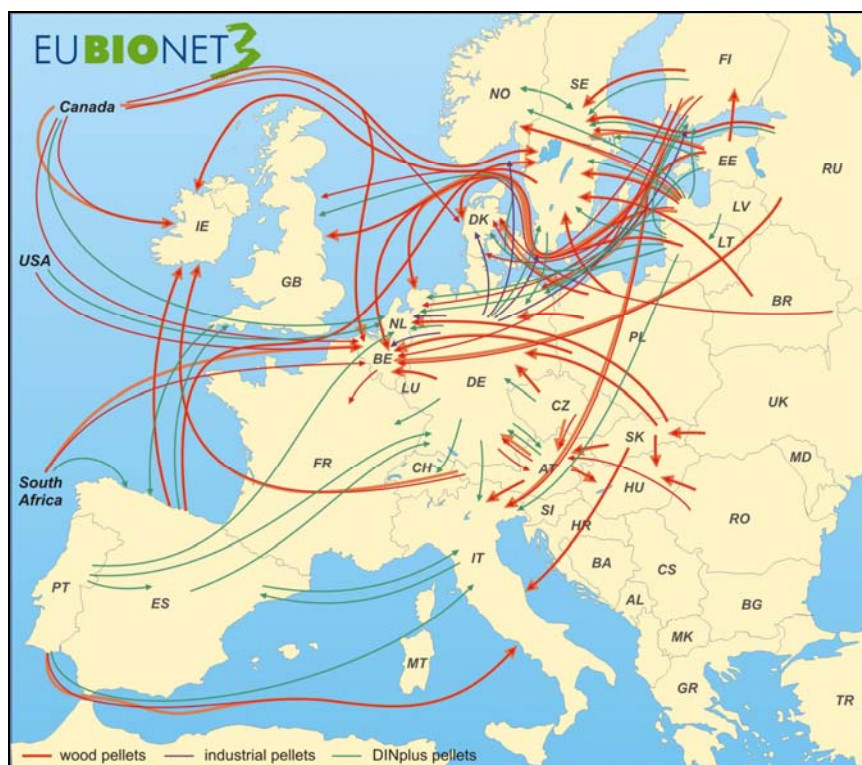 EUBIONET3
FI
NO
SE
Canada
EE
RU
LV
IE
DK
LT
USA
GB
BR
NL
PL
BE
DE
LU
CZ
UK
SK
MD
South
Africa
FR
CH
AT
HU
SI
RO
HR
IT
BA
CS
PT
ES
AL
BG
MK
MT
GR
TR
wood pellets
industrial pellets
DINplus pellets